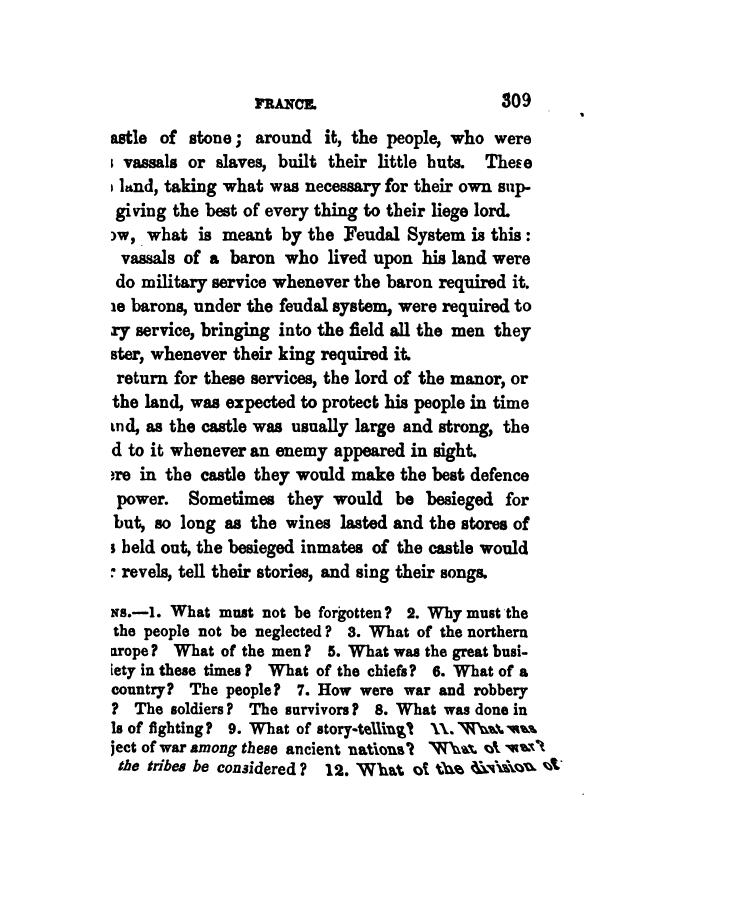 FRANCE. 309
astle of stone; around it, the people, who were
vassals or slaves, built their little huts. These
land, taking what was necessary for their own sup-
giving the best of every thing to their liege lord.
ow, what is meant by the Feudal System is this:
vassals of a baron who lived upon his land were
do military service whenever the baron required it.
ne barons, under the feudal system, were required to
ry service, bringing into the field all the men they
ster, whenever their king required it.
return for these services, the lord of the manor, or
the land, was expected to protect his people in time
and, as the castle was usually large and strong, the
d to it whenever an enemy appeared in sight.
ere in the castle they would make the best defence
power. Sometimes they would be besieged for
but, so long as the wines lasted and the stores of
s held out, the besieged inmates of the castle would
r revels, tell their stories, and sing their songs.
NS.—1. What must not be forgotten? 2. Why must the
the people not be neglected? 3. What of the northern
urope? What of the men? 5. What was the great busi-
iety in these times? What of the chiefs? 6. What of a
country? The people? 7. How were war and robbery
? The soldiers? The survivors? 8. What was done in
ls of fighting? 9. What of story-telling? 11. What was
ject of war among these ancient nations? What of war?
the tribes be considered? 12. What of the division of